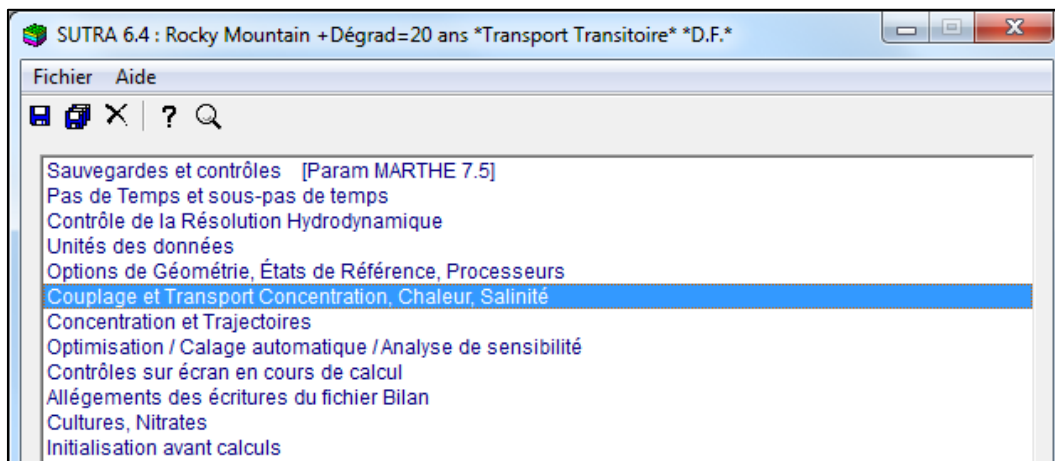 SUTRA 6.4 : Rocky Mountain +Dégrad=20 ans *Transport Transitoire* *D.F.*
Fichier Aide
Sauvegardes et contrôles [Param MARTHE 7.5]
Pas de Temps et sous-pas de temps
Contrôle de la Résolution Hydrodynamique
Unités des données
Options de Géométrie, États de Référence, Processeurs
Couplage et Transport Concentration, Chaleur, Salinité
Concentration et Trajectoires
Optimisation / Calage automatique / Analyse de sensibilité
Contrôles sur écran en cours de calcul
Allégements des écritures du fichier Bilan
Cultures, Nitrates
Initialisation avant calculs